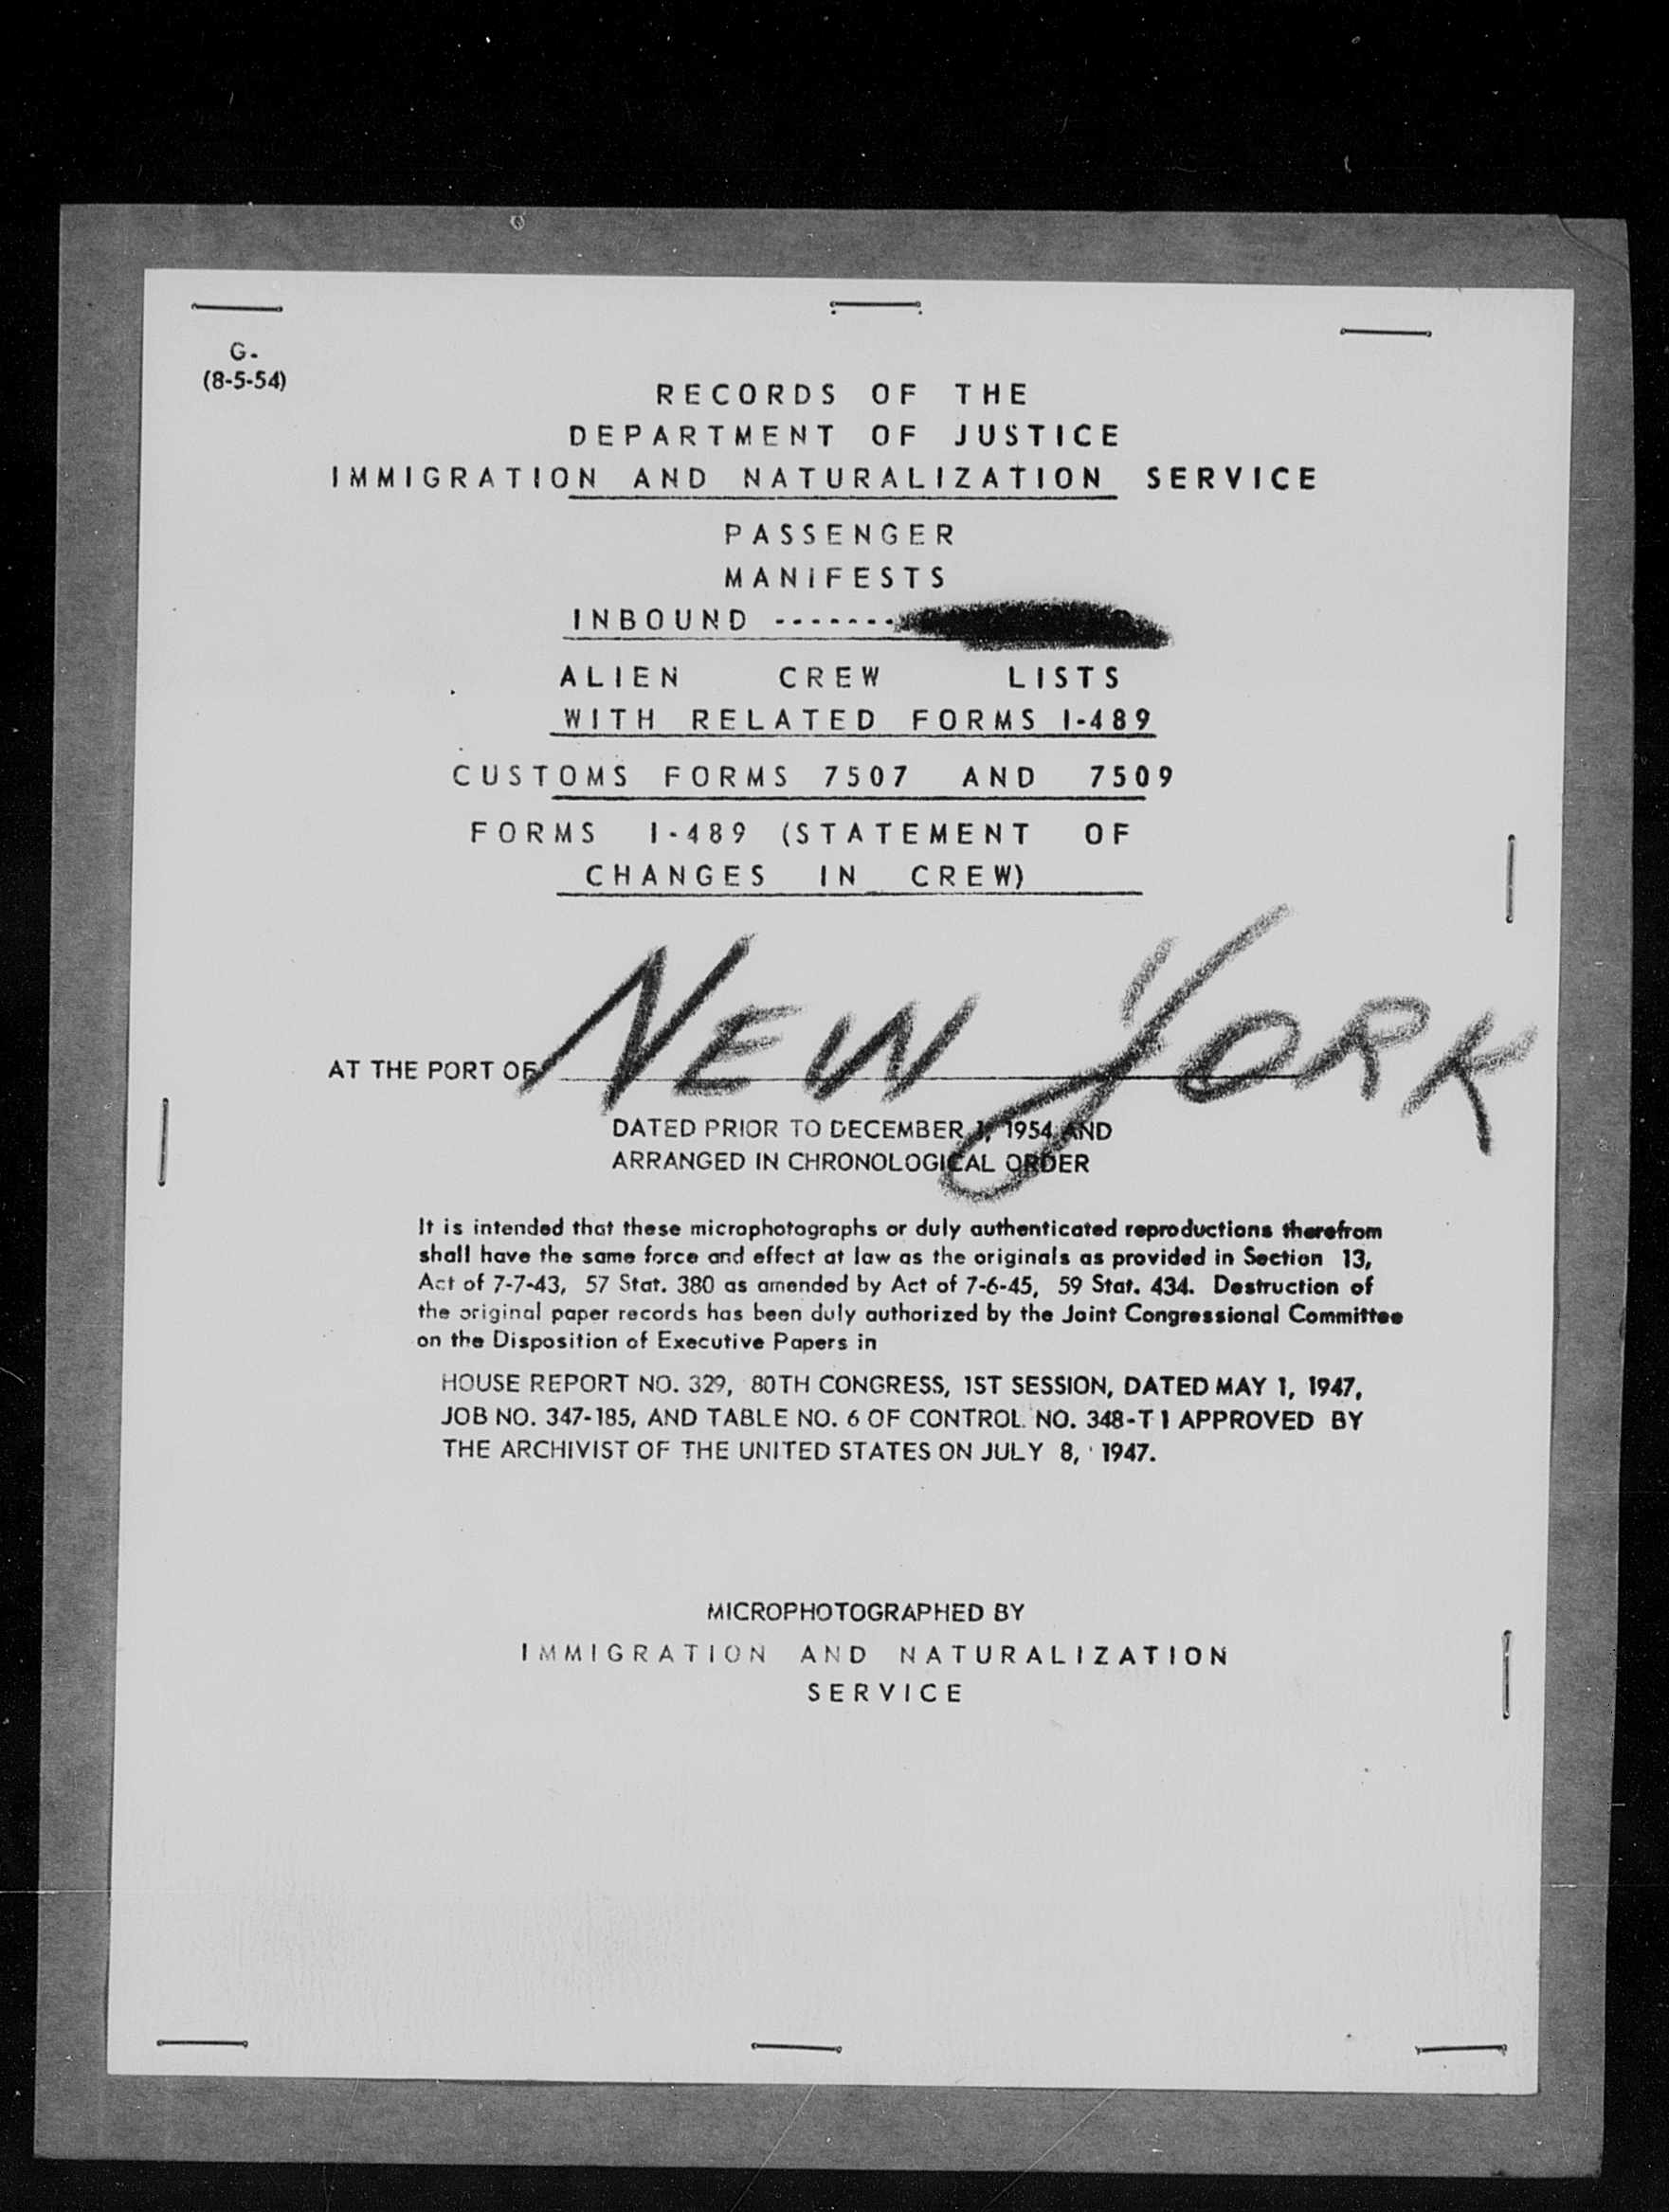 G-
(8-5-54)
RECORDS OF THE
DEPARTMENT OF JUSTICE
IMMIGRATION AND NATURALIZATION SERVICE
PASSENGER
MANIFESTS
INBOUND -------
ALIEN CREW LISTS
WITH RELATED FORMS I-489
CUSTOMS FORMS 7507 AND 7509
FORMS I-489 (STATEMENT OF
CHANGES IN CREW)
AT THE PORT OF NEW YORK
DATED PRIOR TO DECEMBER 1, 1954 AND
ARRANGED IN CHRONOLOGICAL ORDER
It is intended that these microphotographs or duly authenticated reproductions therefrom
shall have the same force and effect at law as the originals as provided in Section 13,
Act of 7-7-43, 57 Stat. 380 as amended by Act of 7-6-45, 59 Stat. 434. Destruction of
the original paper records has been duly authorized by the Joint Congressional Committee
on the Disposition of Executive Papers in
HOUSE REPORT NO. 329, 80TH CONGRESS, 1ST SESSION, DATED MAY 1, 1947,
JOB NO. 347-185, AND TABLE NO. 6 OF CONTROL NO. 348-T1 APPROVED BY
THE ARCHIVIST OF THE UNITED STATES ON JULY 8, 1947.
MICROPHOTOGRAPHED BY
IMMIGRATION AND NATURALIZATION
SERVICE